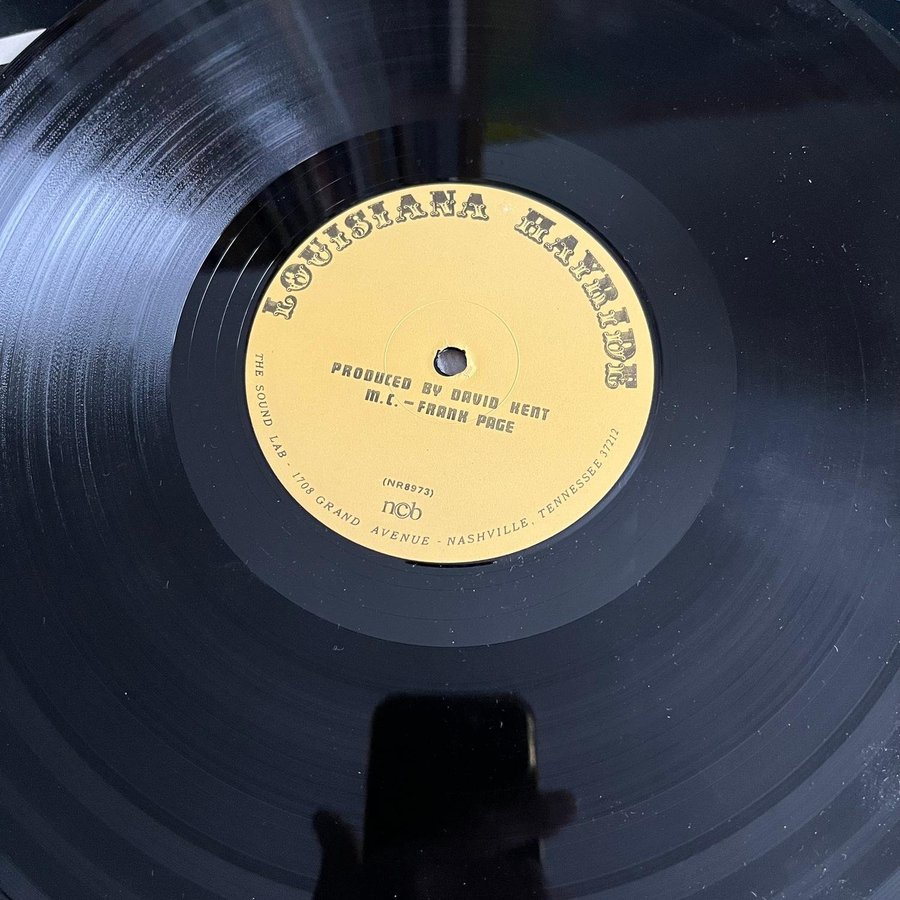 LOUISIANA HAYRIDE
PRODUCED BY DAVID KENT
M.C. - FRANK PAGE
(NR8973)
ncb
THE SOUND LAB - 1708 GRAND AVENUE - NASHVILLE, TENNESSEE 37212